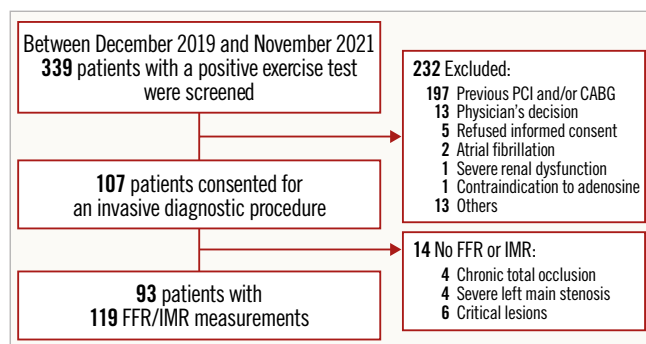 Between December 2019 and November 2021
339 patients with a positive exercise test
were screened
232 Excluded:
197 Previous PCI and/or CABG
13 Physician's decision
5 Refused informed consent
2 Atrial fibrillation
1 Severe renal dysfunction
1 Contraindication to adenosine
13 Others
107 patients consented for
an invasive diagnostic procedure
14 No FFR or IMR:
4 Chronic total occlusion
4 Severe left main stenosis
6 Critical lesions
93 patients with
119 FFR/IMR measurements